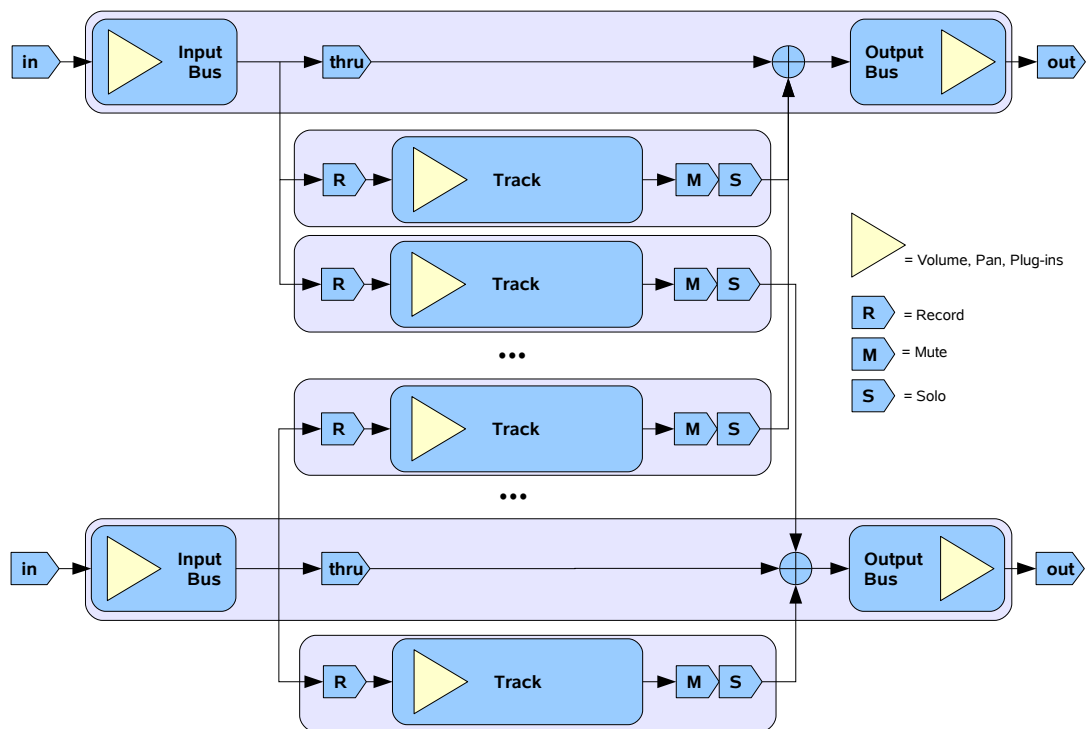 in
Input
Bus
thru
Output
Bus
out
R
Track
M
S
R
Track
M
S
= Volume, Pan, Plug-ins
R
= Record
M
= Mute
S
= Solo
...
R
Track
M
S
...
in
Input
Bus
thru
Output
Bus
out
R
Track
M
S